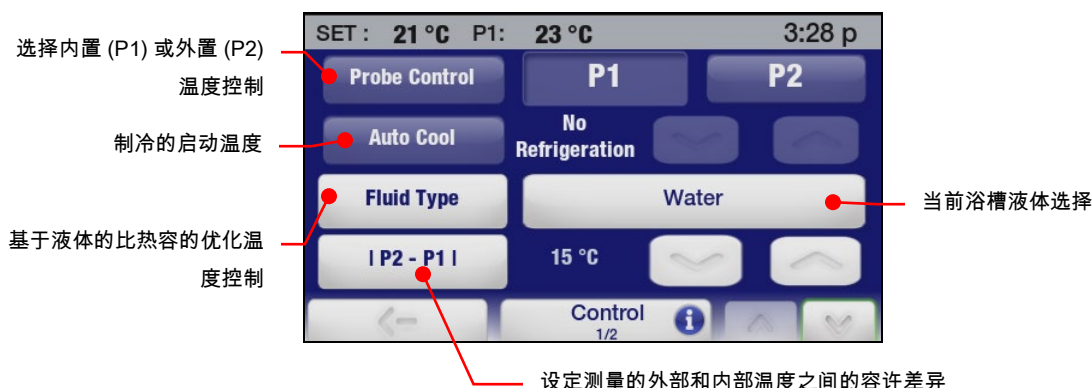 SET : 21 °C P1: 23 °C 3:28 p
选择内置 (P1) 或外置 (P2)
温度控制
Probe Control P1 P2
制冷的启动温度
Auto Cool
No
Refrigeration
Fluid Type Water
当前浴槽液体选择
基于液体的比热容的优化温
度控制
I P2 - P1 I 15 °C
Control
1/2
设定测量的外部和内部温度之间的容许差异